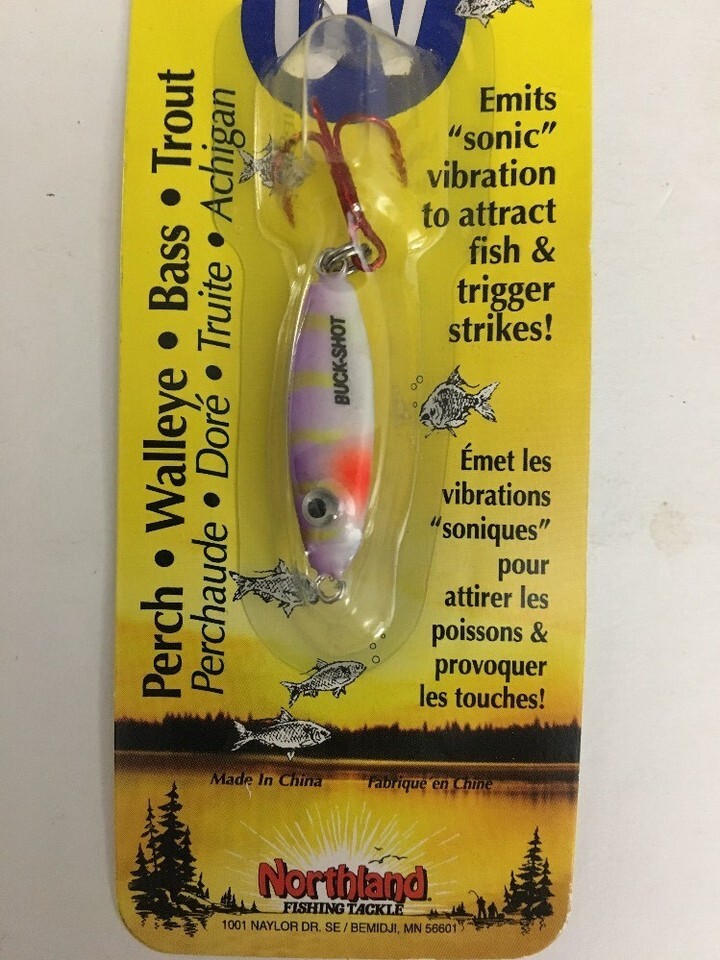 UV
Perch • Walleye • Bass • Trout
Perchaude • Doré • Truite • Achigan
Emits
“sonic”
vibration
to attract
fish &
trigger
strikes!
BUCK-SHOT
Émet les
vibrations
“soniques”
pour
attirer les
poissons &
provoquer
les touches!
Made In China
Fabriqué en Chine
Northland
FISHING TACKLE
1001 NAYLOR DR. SE / BEMIDJI, MN 56601